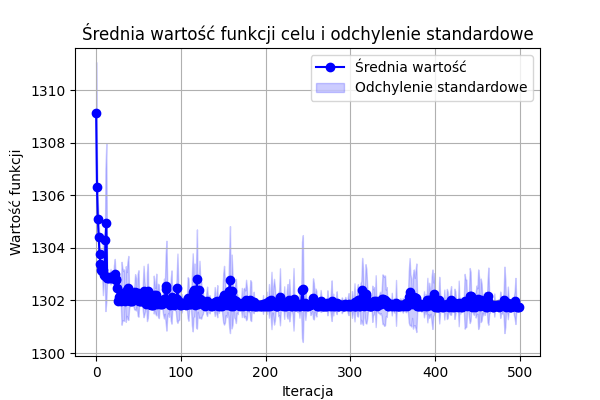 Średnia wartość funkcji celu i odchylenie standardowe
Średnia wartość
Odchylenie standardowe
Wartość funkcji
1310
1308
1306
1304
1302
1300
0 100 200 300 400 500
Iteracja